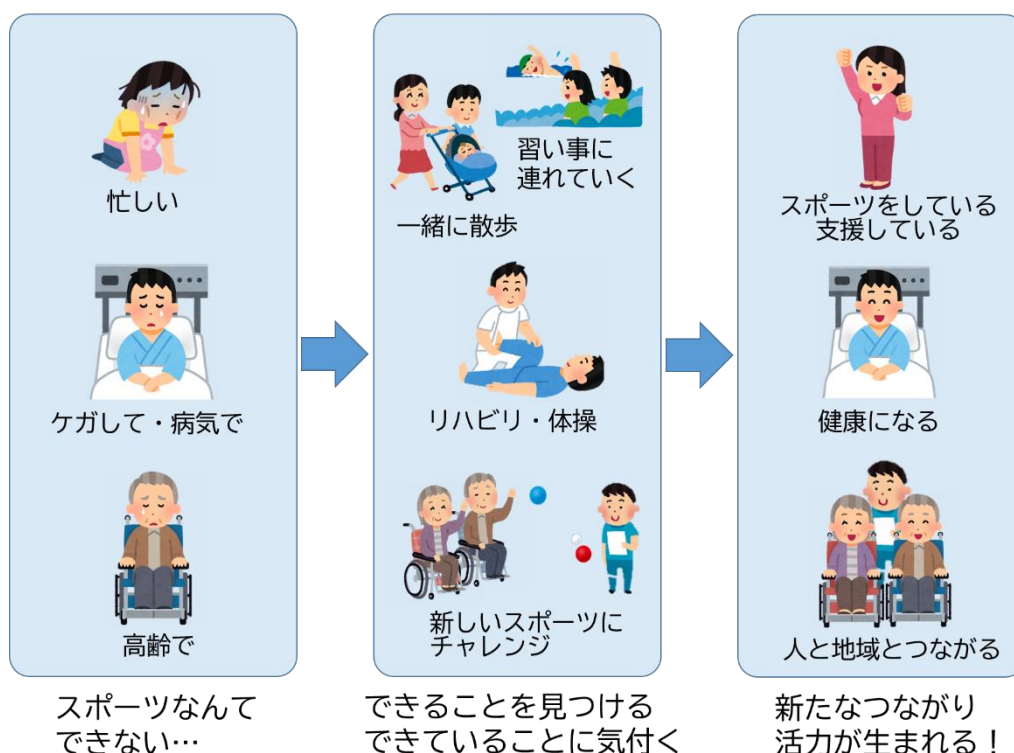 忙しい
ケガして・病気で
高齢で
スポーツなんて
できない…
習い事に
連れていく
一緒に散歩
リハビリ・体操
新しいスポーツに
チャレンジ
できることを見つける
できていることに気付く
スポーツをしている
支援している
健康になる
人と地域とつながる
新たなつながり
活力が生まれる！